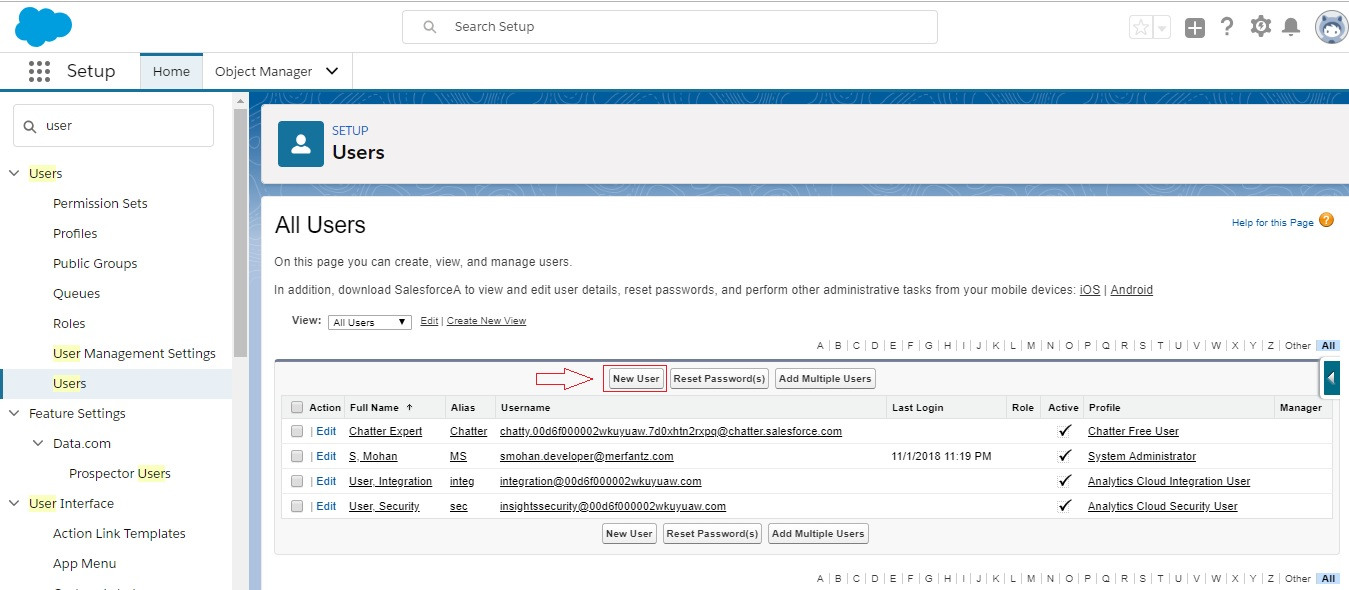 Search Setup
Setup
Home
Object Manager
user
Users
Permission Sets
Profiles
Public Groups
Queues
Roles
User Management Settings
Users
Feature Settings
Data.com
Prospector Users
User Interface
Action Link Templates
App Menu
SETUP
Users
All Users
Help for this Page ?
On this page you can create, view, and manage users.
In addition, download SalesforceA to view and edit user details, reset passwords, and perform other administrative tasks from your mobile devices: iOS | Android
View: All Users Edit | Create New View
A | B | C | D | E | F | G | H | I | J | K | L | M | N | O | P | Q | R | S | T | U | V | W | X | Y | Z | Other All
New User Reset Password(s) Add Multiple Users
Action Full Name Alias Username Last Login Role Active Profile Manager
| Edit Chatter Expert Chatter chatty.00d6f000002wkuyuaw.7d0xhtn2rxpq@chatter.salesforce.com Chatter Free User
| Edit S, Mohan MS smohan.developer@merfantz.com 11/1/2018 11:19 PM System Administrator
| Edit User, Integration integ integration@00d6f000002wkuyuaw.com Analytics Cloud Integration User
| Edit User, Security sec insightssecurity@00d6f000002wkuyuaw.com Analytics Cloud Security User
New User Reset Password(s) Add Multiple Users
A | B | C | D | E | F | G | H | I | J | K | L | M | N | O | P | Q | R | S | T | U | V | W | X | Y | Z | Other All